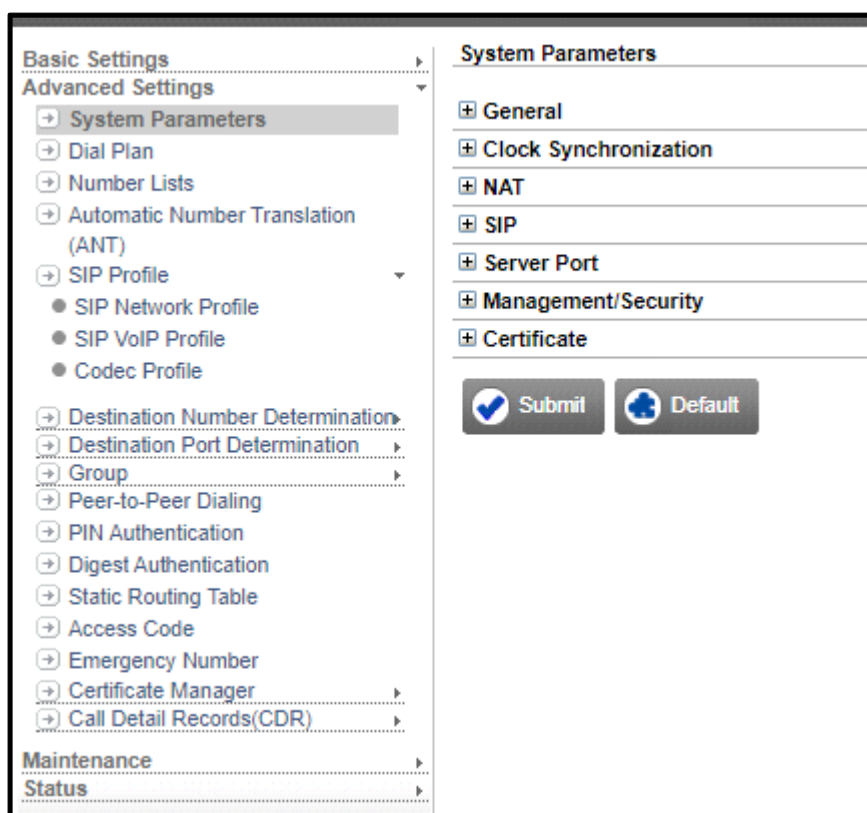 Basic Settings
Advanced Settings
System Parameters
Dial Plan
Number Lists
Automatic Number Translation
(ANT)
SIP Profile
SIP Network Profile
SIP VoIP Profile
Codec Profile
Destination Number Determination
Destination Port Determination
Group
Peer-to-Peer Dialing
PIN Authentication
Digest Authentication
Static Routing Table
Access Code
Emergency Number
Certificate Manager
Call Detail Records(CDR)
Maintenance
Status
System Parameters
General
Clock Synchronization
NAT
SIP
Server Port
Management/Security
Certificate
Submit
Default